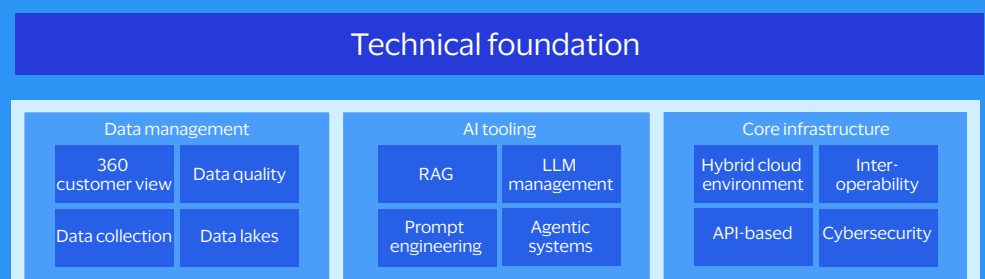 Technical foundation
Data management
360
customer view
Data quality
Data collection
Data lakes
AI tooling
RAG
LLM
management
Prompt
engineering
Agentic
systems
Core infrastructure
Hybrid cloud
environment
Inter-
operability
API-based
Cybersecurity